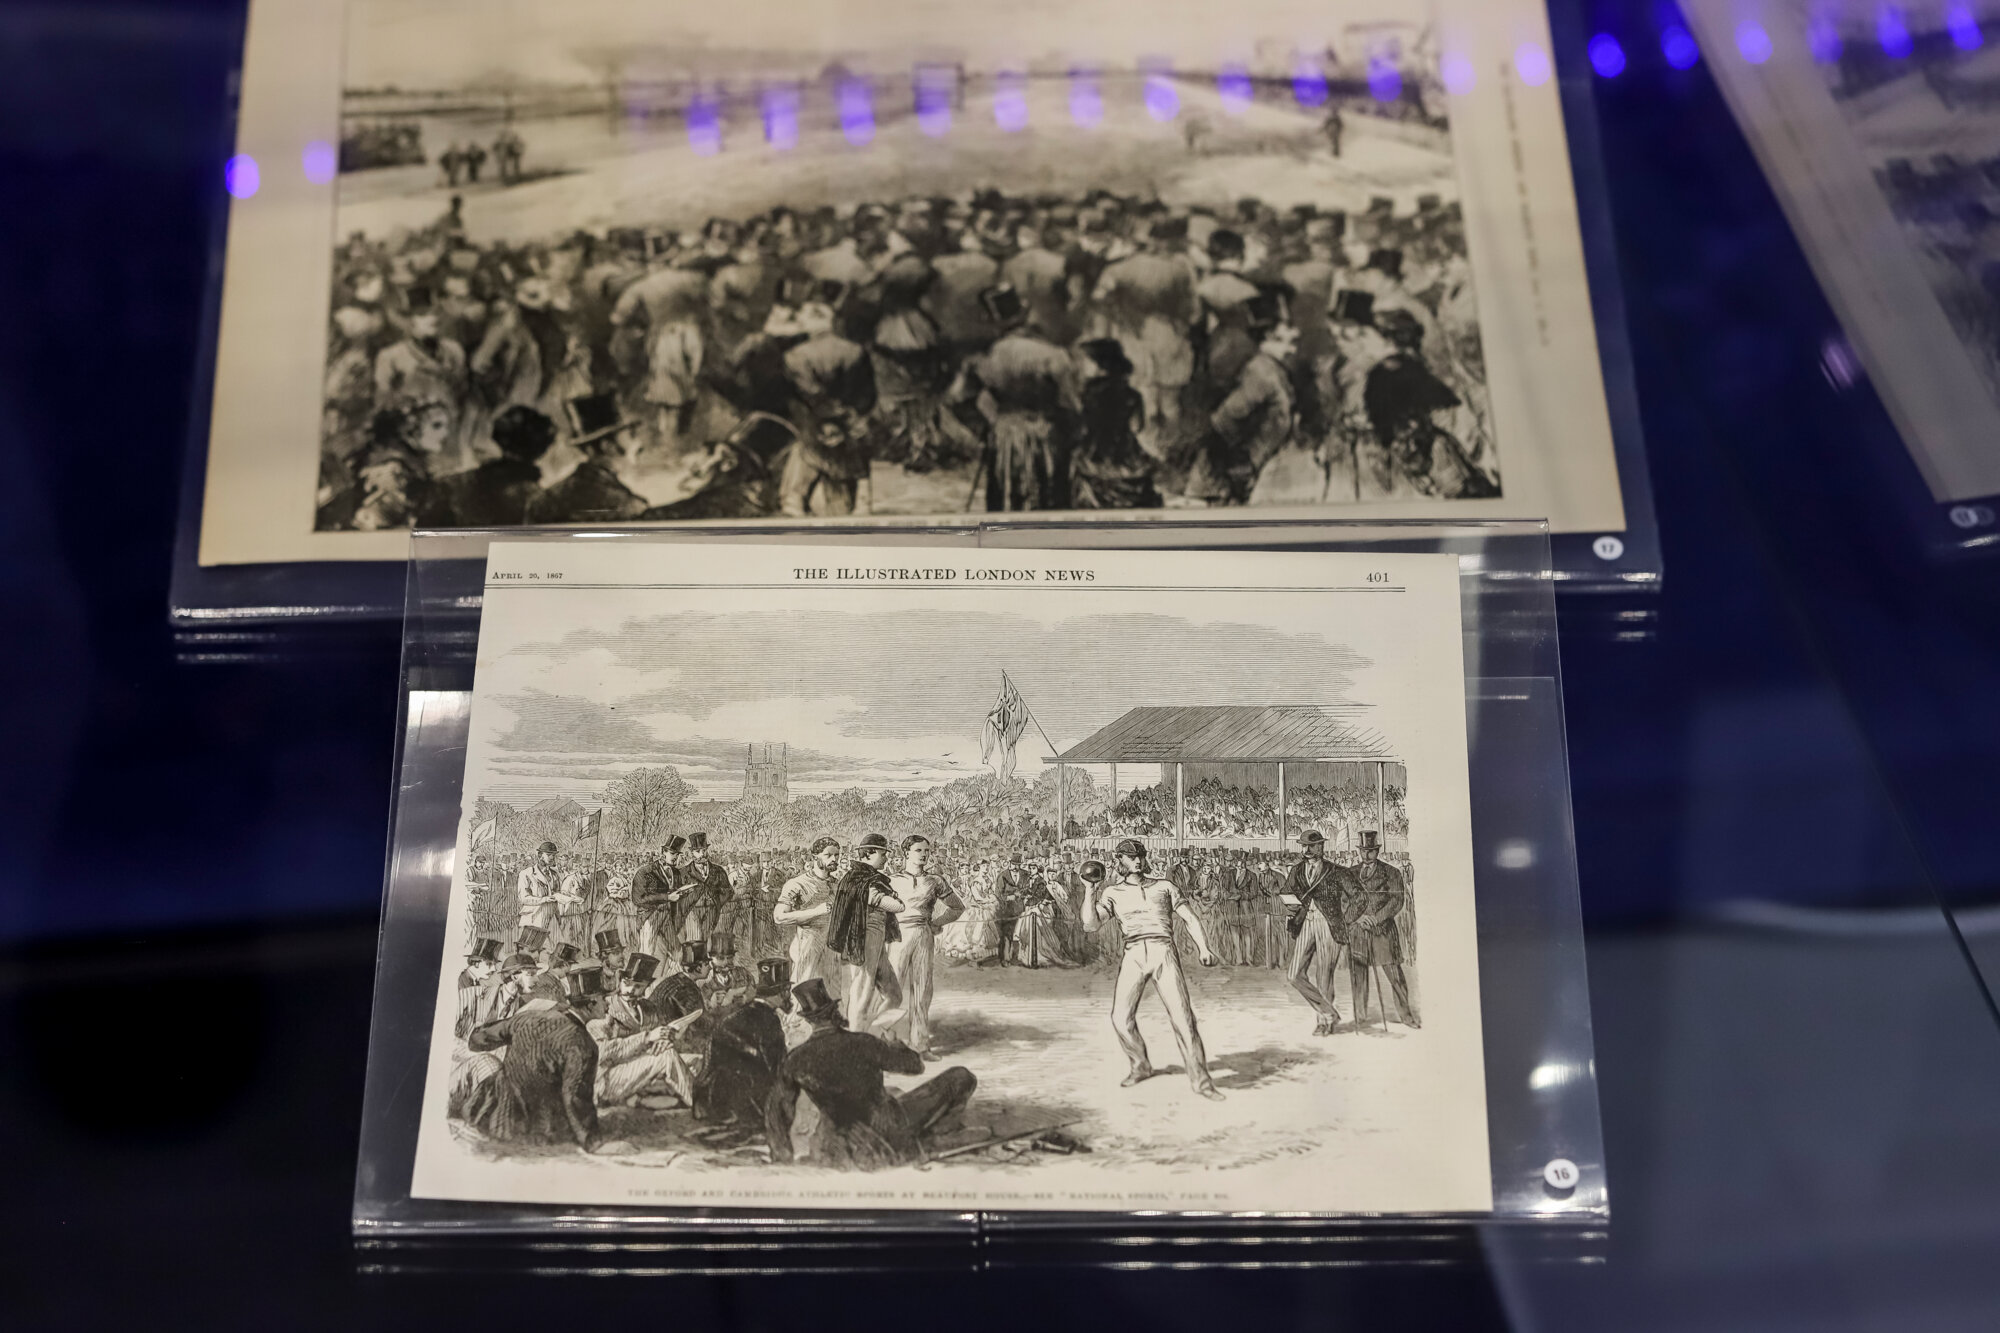 17
APRIL 20, 1867 THE ILLUSTRATED LONDON NEWS 401
THE OXFORD AND CAMBRIDGE ATHLETIC SPORTS AT BEAUFORT HOUSE.—SEE "NATIONAL SPORTS," PAGE
16